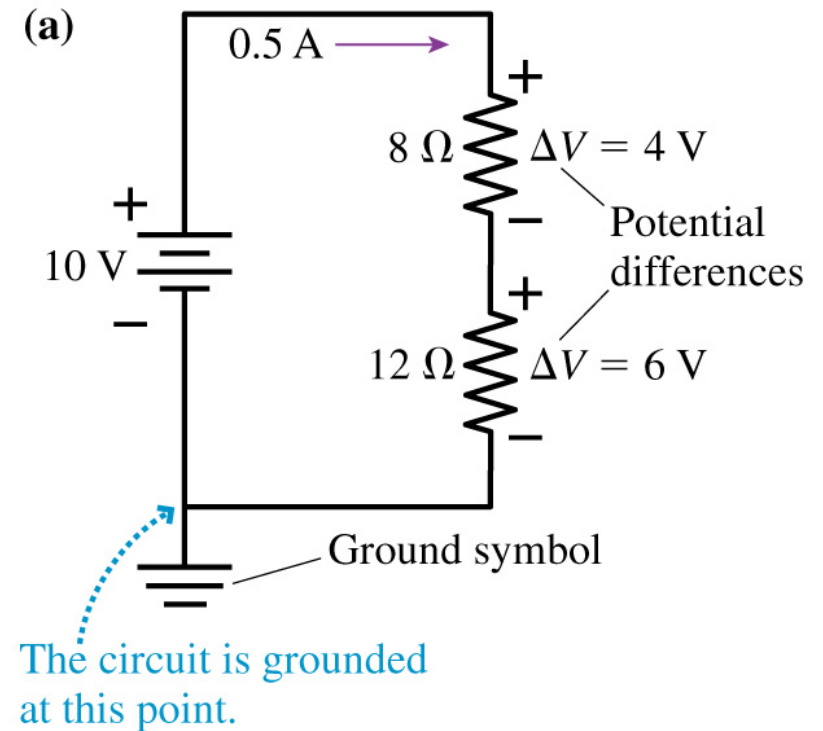 (a)
0.5 A
+
8 Ω
ΔV = 4 V
−
+
Potential
differences
10 V
−
+
12 Ω
ΔV = 6 V
−
Ground symbol
The circuit is grounded
at this point.